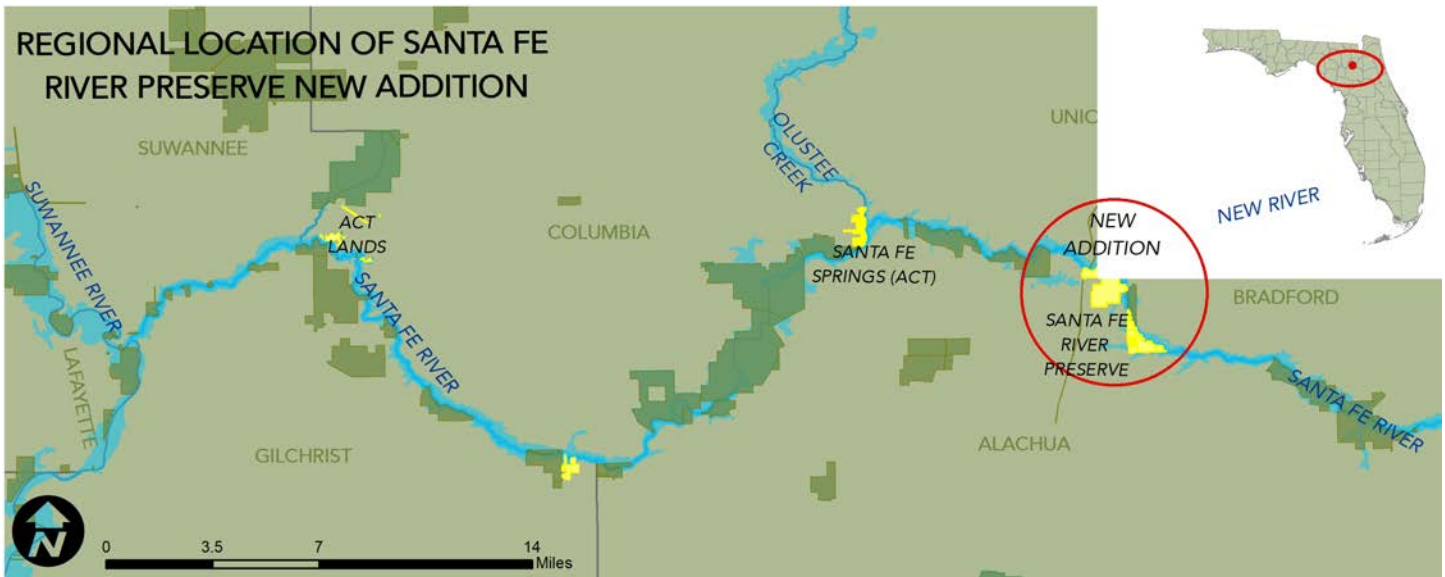 REGIONAL LOCATION OF SANTA FE
RIVER PRESERVE NEW ADDITION
SUWANNEE
OLUSTEE
CREEK
UNIO
NEW RIVER
SUWANNEE RIVER
ACT
LANDS
COLUMBIA
SANTA FE
SPRINGS (ACT)
NEW
ADDITION
BRADFORD
SANTA FE RIVER
SANTA FE
RIVER
PRESERVE
LAFAYETTE
SANTA FE RIVER
GILCHRIST
ALACHUA
N
0 3.5 7 14
Miles